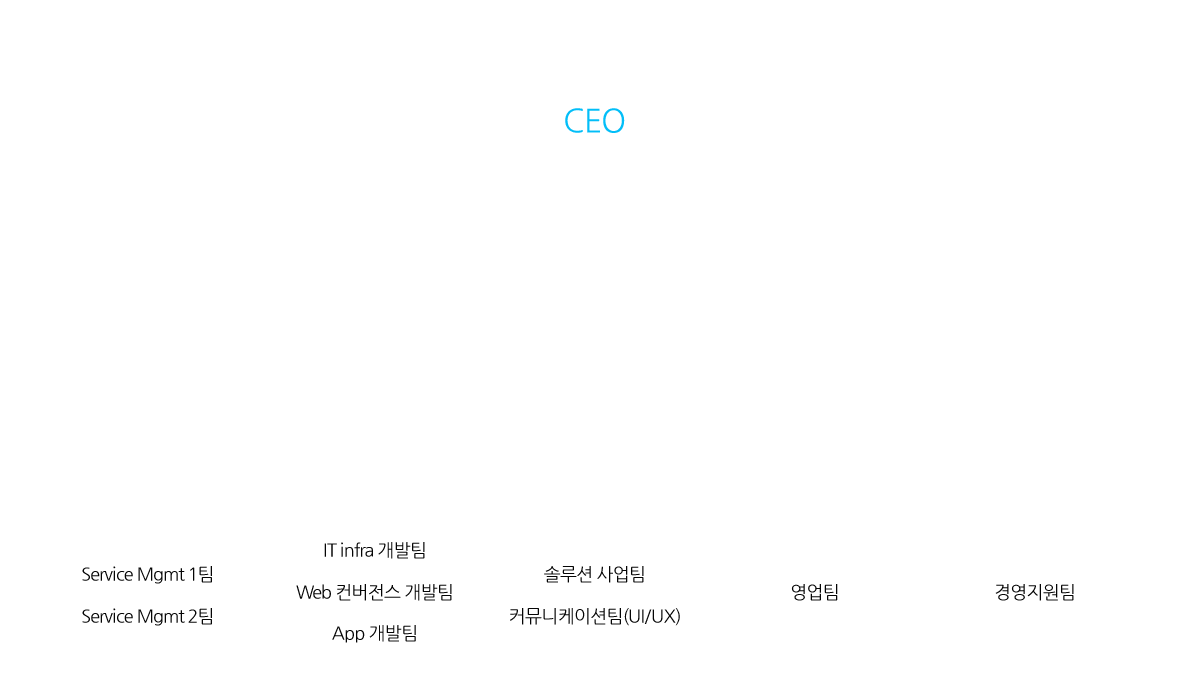 CEO
IT infra 개발팀
Service Mgmt 1팀
솔루션 사업팀
Web 컨버전스 개발팀
영업팀
경영지원팀
Service Mgmt 2팀
커뮤니케이션팀(UI/UX)
App 개발팀